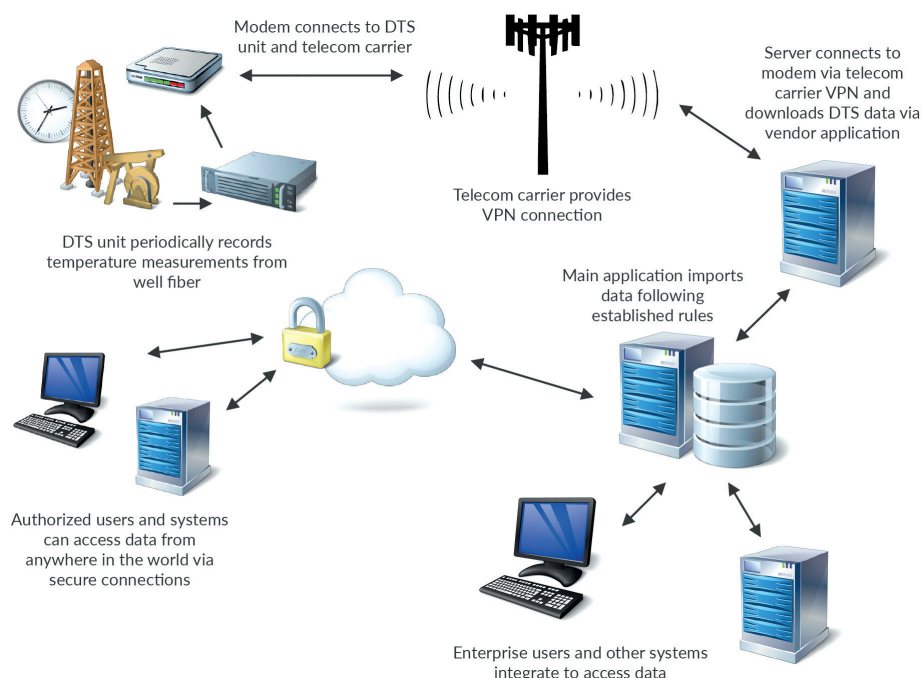 Modem connects to DTS
unit and telecom carrier
Server connects to
modem via telecom
carrier VPN and
downloads DTS data via
vendor application
Telecom carrier provides
VPN connection
DTS unit periodically records
temperature measurements from
well fiber
Main application imports
data following
established rules
Authorized users and systems
can access data from
anywhere in the world via
secure connections
Enterprise users and other systems
integrate to access data